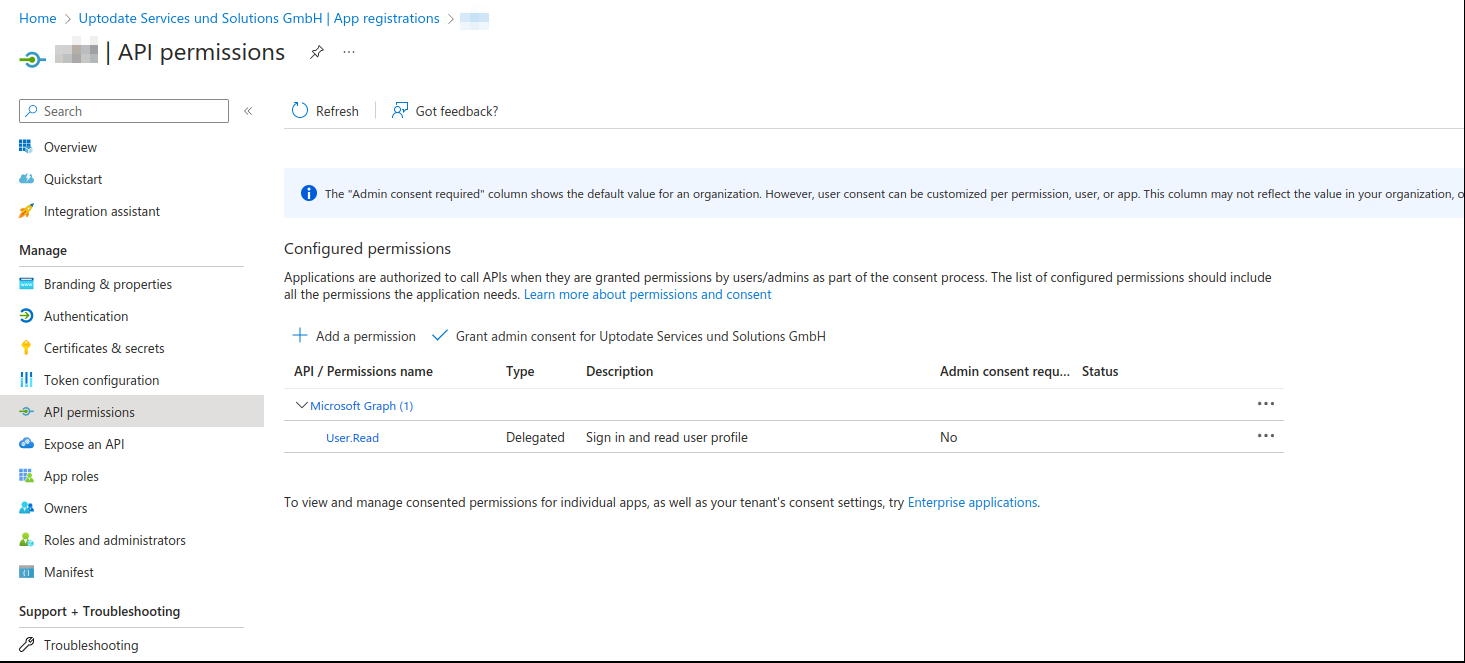 Home > Uptodate Services und Solutions GmbH | App registrations >
| API permissions
Search
Refresh
Got feedback?
Overview
Quickstart
Integration assistant
Manage
Branding & properties
Authentication
Certificates & secrets
Token configuration
API permissions
Expose an API
App roles
Owners
Roles and administrators
Manifest
Support + Troubleshooting
Troubleshooting
The "Admin consent required" column shows the default value for an organization. However, user consent can be customized per permission, user, or app. This column may not reflect the value in your organization, o
Configured permissions
Applications are authorized to call APIs when they are granted permissions by users/admins as part of the consent process. The list of configured permissions should include
all the permissions the application needs. Learn more about permissions and consent
Add a permission
Grant admin consent for Uptodate Services und Solutions GmbH
API / Permissions name Type Description Admin consent requ... Status
Microsoft Graph (1)
User.Read Delegated Sign in and read user profile No
To view and manage consented permissions for individual apps, as well as your tenant's consent settings, try Enterprise applications.